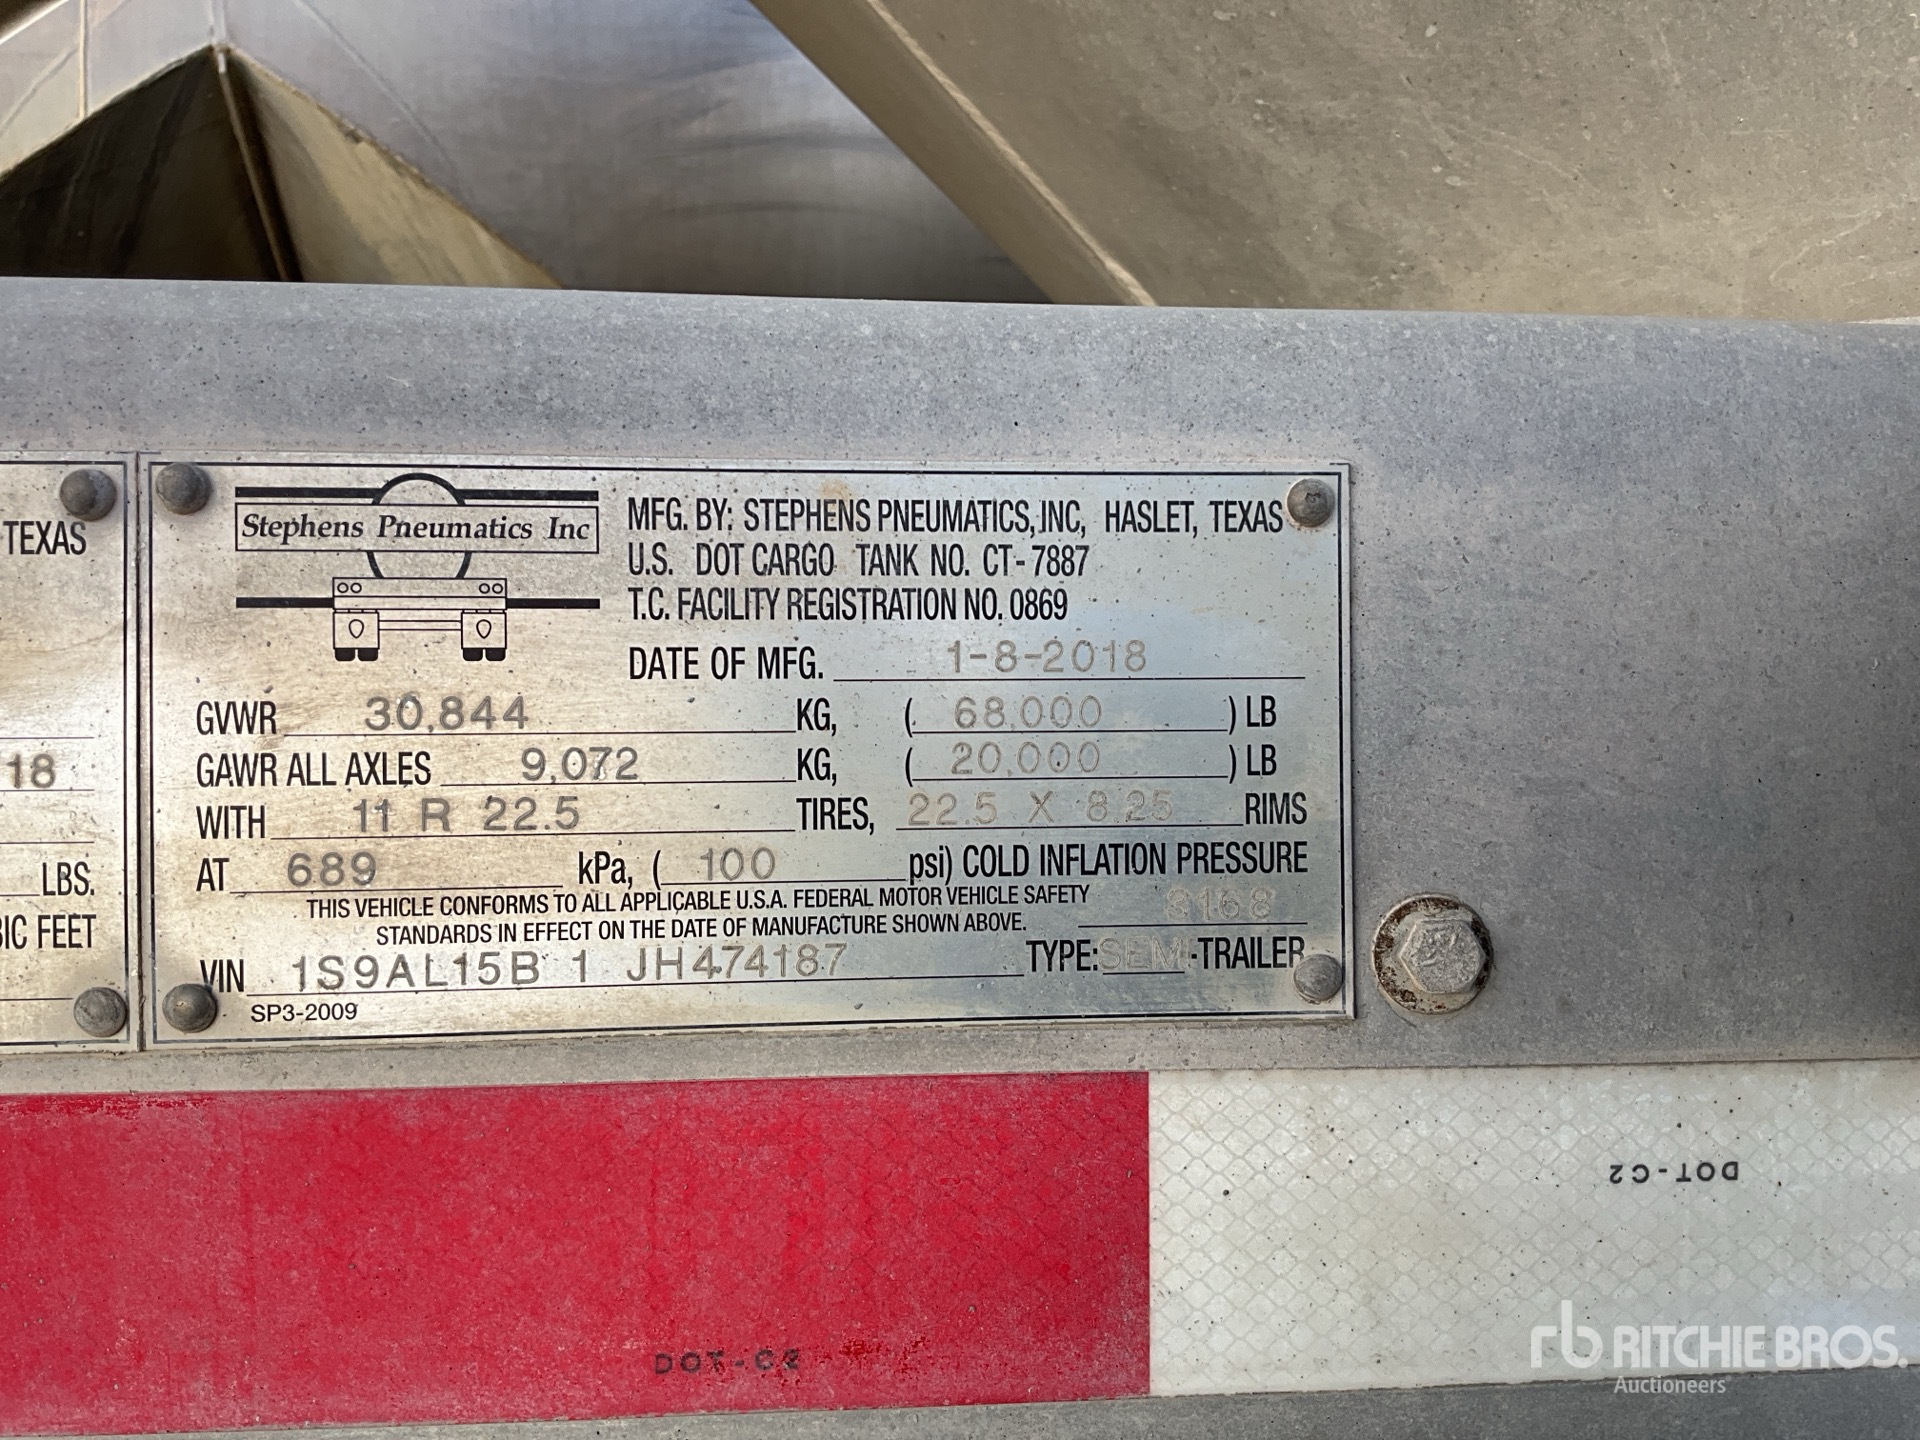 TEXAS
18
LBS.
BIC FEET
Stephens Pneumatics Inc
MFG. BY: STEPHENS PNEUMATICS, INC, HASLET, TEXAS
U.S. DOT CARGO TANK NO. CT-7887
T.C. FACILITY REGISTRATION NO. 0869
DATE OF MFG. 1-8-2018
GVWR 30,844 KG, ( 68,000 ) LB
GAWR ALL AXLES 9,072 KG, ( 20,000 ) LB
WITH 11 R 22.5 TIRES, 22.5 X 8.25 RIMS
AT 689 kPa, ( 100 psi) COLD INFLATION PRESSURE
THIS VEHICLE CONFORMS TO ALL APPLICABLE U.S.A. FEDERAL MOTOR VEHICLE SAFETY 3168
STANDARDS IN EFFECT ON THE DATE OF MANUFACTURE SHOWN ABOVE.
VIN 1S9AL15B 1 JH474187 TYPE: SEMI-TRAILER
SP3-2009
DOT-C2
DOT-C2
rb RITCHIE BROS.
Auctioneers